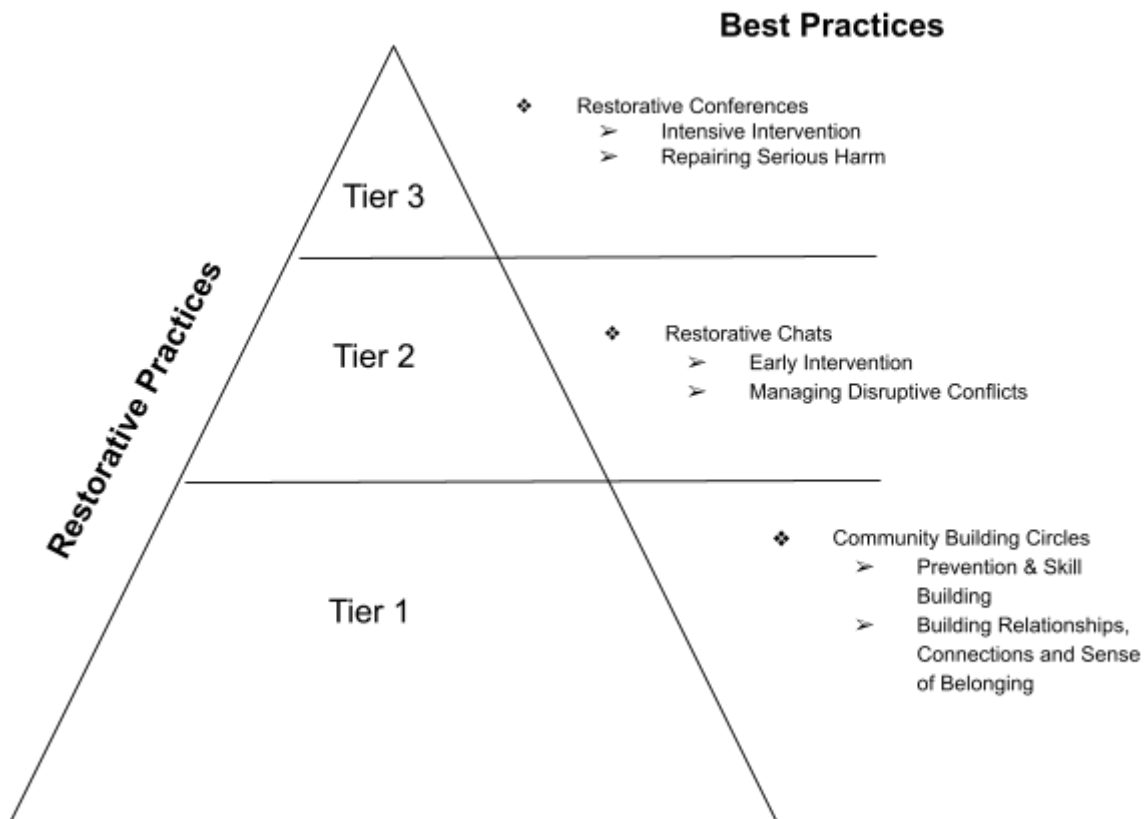 Best Practices
❖ Restorative Conferences
➢ Intensive Intervention
➢ Repairing Serious Harm
Tier 3
Restorative Practices
❖ Restorative Chats
➢ Early Intervention
➢ Managing Disruptive Conflicts
Tier 2
❖ Community Building Circles
➢ Prevention & Skill
Building
➢ Building Relationships,
Connections and Sense
of Belonging
Tier 1